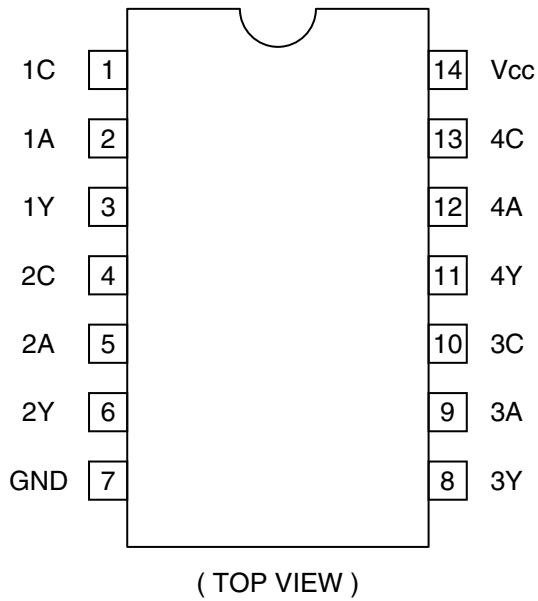 1C 1 14 Vcc
1A 2 13 4C
1Y 3 12 4A
2C 4 11 4Y
2A 5 10 3C
2Y 6 9 3A
GND 7 8 3Y
( TOP VIEW )